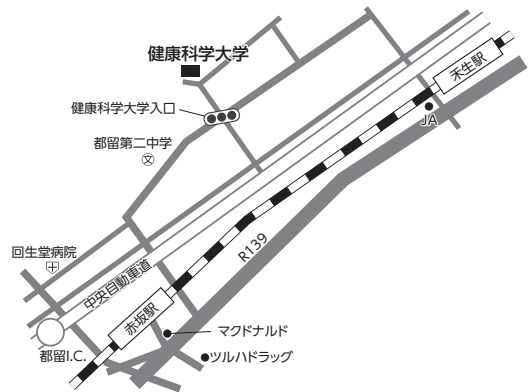 健康科学大学
禾生駅
健康科学大学入口
JA
都留第二中学
文
回生堂病院
R139
中央自動車道
赤坂駅
マクドナルド
都留I.C.
ツルハドラッグ